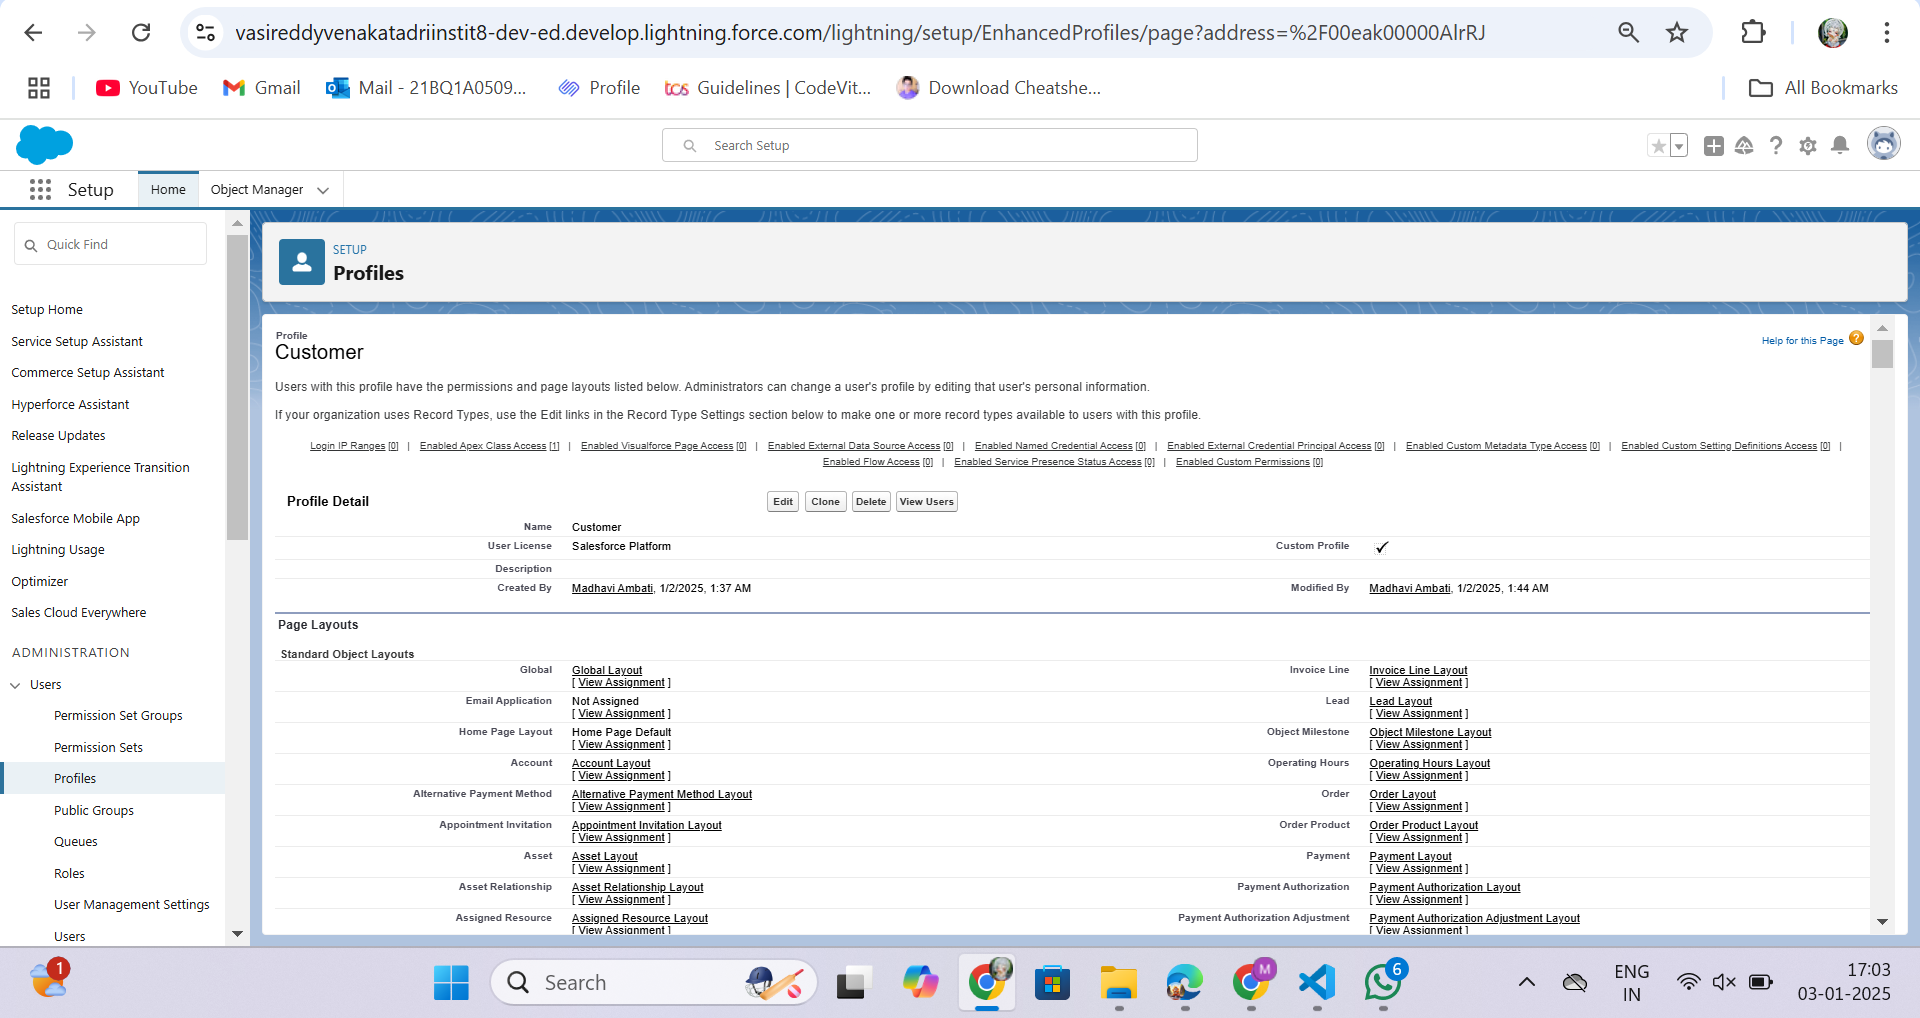 vasireddyvenakatadriinstit8-dev-ed.develop.lightning.force.com/lightning/setup/EnhancedProfiles/page?address=%2F00eak00000AlrRJ
YouTube Gmail Mail - 21BQ1A0509... Profile tcs Guidelines | CodeVit... Download Cheatshe... All Bookmarks
Search Setup
Setup Home Object Manager
Quick Find
Setup Home
Service Setup Assistant
Commerce Setup Assistant
Hyperforce Assistant
Release Updates
Lightning Experience Transition
Assistant
Salesforce Mobile App
Lightning Usage
Optimizer
Sales Cloud Everywhere
ADMINISTRATION
Users
Permission Set Groups
Permission Sets
Profiles
Public Groups
Queues
Roles
User Management Settings
Users
SETUP
Profiles
Profile
Customer
Help for this Page ?
Users with this profile have the permissions and page layouts listed below. Administrators can change a user's profile by editing that user's personal information.
If your organization uses Record Types, use the Edit links in the Record Type Settings section below to make one or more record types available to users with this profile.
Login IP Ranges [0] | Enabled Apex Class Access [1] | Enabled Visualforce Page Access [0] | Enabled External Data Source Access [0] | Enabled Named Credential Access [0] | Enabled External Credential Principal Access [0] | Enabled Custom Metadata Type Access [0] | Enabled Custom Setting Definitions Access [0] |
Enabled Flow Access [0] | Enabled Service Presence Status Access [0] | Enabled Custom Permissions [0]
Profile Detail Edit Clone Delete View Users
Name Customer
User License Salesforce Platform Custom Profile ✓
Description
Created By Madhavi Ambati, 1/2/2025, 1:37 AM Modified By Madhavi Ambati, 1/2/2025, 1:44 AM
Page Layouts
Standard Object Layouts
Global Global Layout Invoice Line Invoice Line Layout
[ View Assignment ] [ View Assignment ]
Email Application Not Assigned Lead Lead Layout
[ View Assignment ] [ View Assignment ]
Home Page Layout Home Page Default Object Milestone Object Milestone Layout
[ View Assignment ] [ View Assignment ]
Account Account Layout Operating Hours Operating Hours Layout
[ View Assignment ] [ View Assignment ]
Alternative Payment Method Alternative Payment Method Layout Order Order Layout
[ View Assignment ] [ View Assignment ]
Appointment Invitation Appointment Invitation Layout Order Product Order Product Layout
[ View Assignment ] [ View Assignment ]
Asset Asset Layout Payment Payment Layout
[ View Assignment ] [ View Assignment ]
Asset Relationship Asset Relationship Layout Payment Authorization Payment Authorization Layout
[ View Assignment ] [ View Assignment ]
Assigned Resource Assigned Resource Layout Payment Authorization Adjustment Payment Authorization Adjustment Layout
[ View Assignment ] [ View Assignment ]
1 Search M 6 ENG 17:03
IN 03-01-2025